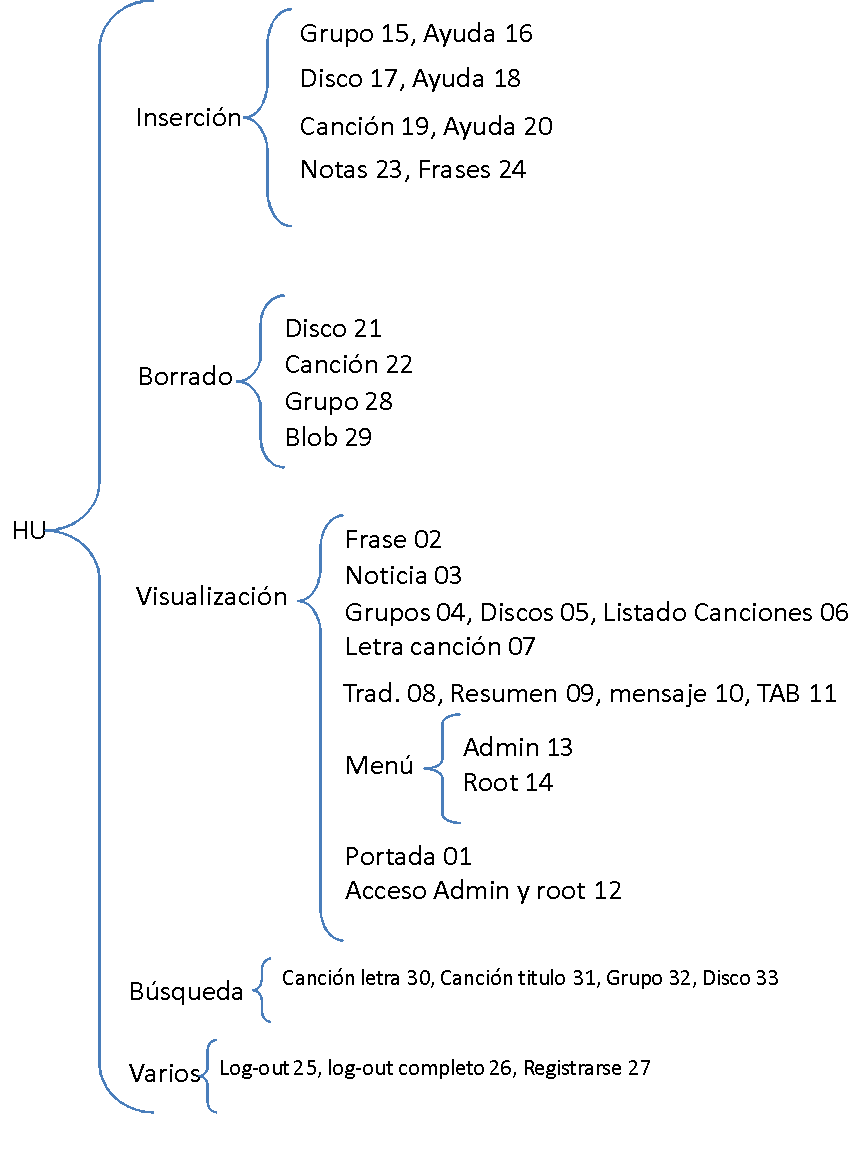 HU
Inserción
Grupo 15, Ayuda 16
Disco 17, Ayuda 18
Canción 19, Ayuda 20
Notas 23, Frases 24
Borrado
Disco 21
Canción 22
Grupo 28
Blob 29
Visualización
Frase 02
Noticia 03
Grupos 04, Discos 05, Listado Canciones 06
Letra canción 07
Trad. 08, Resumen 09, mensaje 10, TAB 11
Menú
Admin 13
Root 14
Portada 01
Acceso Admin y root 12
Búsqueda
Canción letra 30, Canción titulo 31, Grupo 32, Disco 33
Varios
Log-out 25, log-out completo 26, Registrarse 27